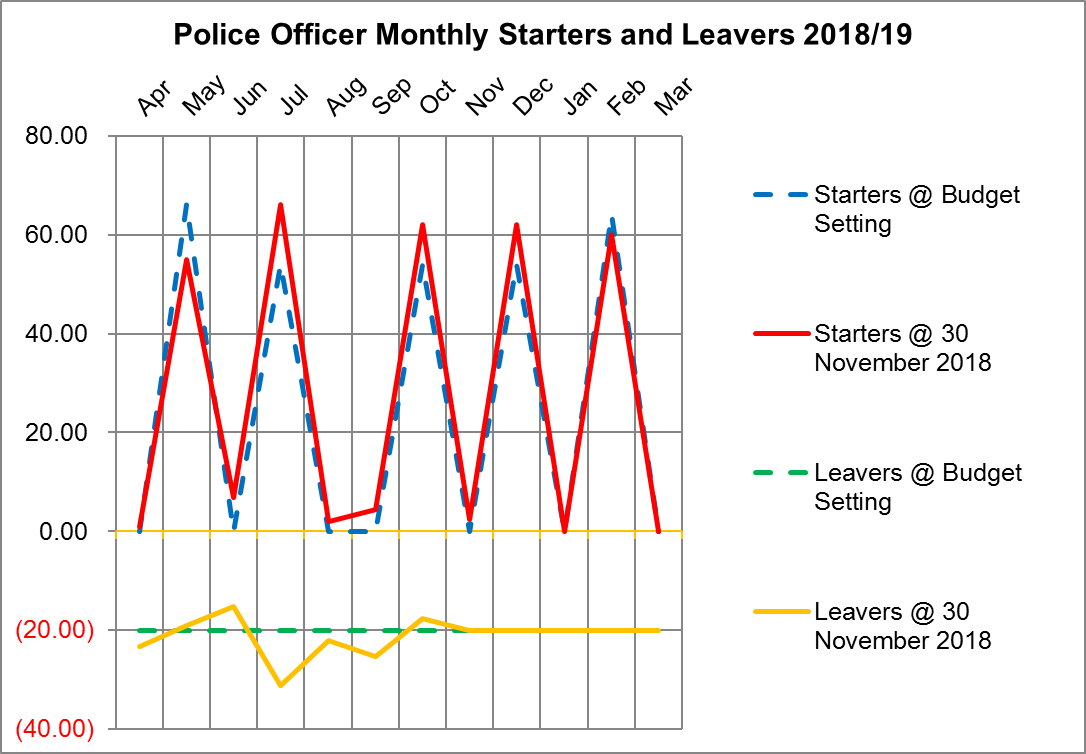 Police Officer Monthly Starters and Leavers 2018/19
Apr May Jun Jul Aug Sep Oct Nov Dec Jan Feb Mar
80.00
60.00
40.00
20.00
0.00
(20.00)
(40.00)
Starters @ Budget
Setting
Starters @ 30
November 2018
Leavers @ Budget
Setting
Leavers @ 30
November 2018